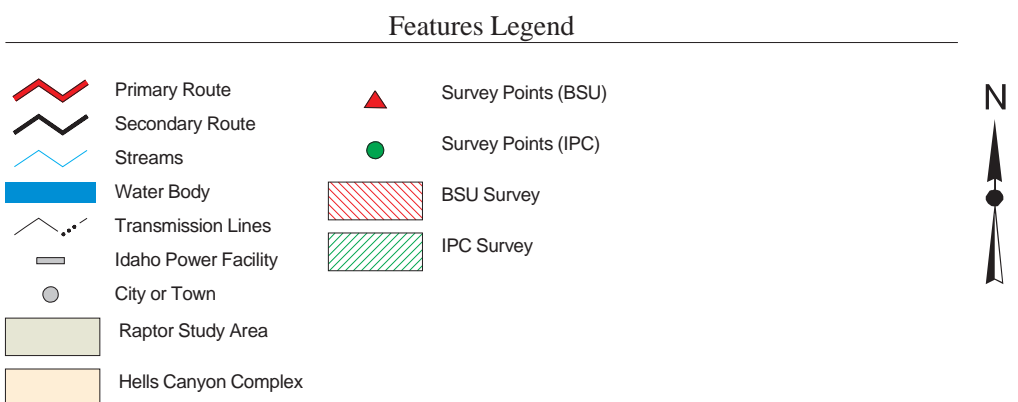 Features Legend
Primary Route
Secondary Route
Streams
Water Body
Transmission Lines
Idaho Power Facility
City or Town
Raptor Study Area
Hells Canyon Complex
Survey Points (BSU)
Survey Points (IPC)
BSU Survey
IPC Survey
N